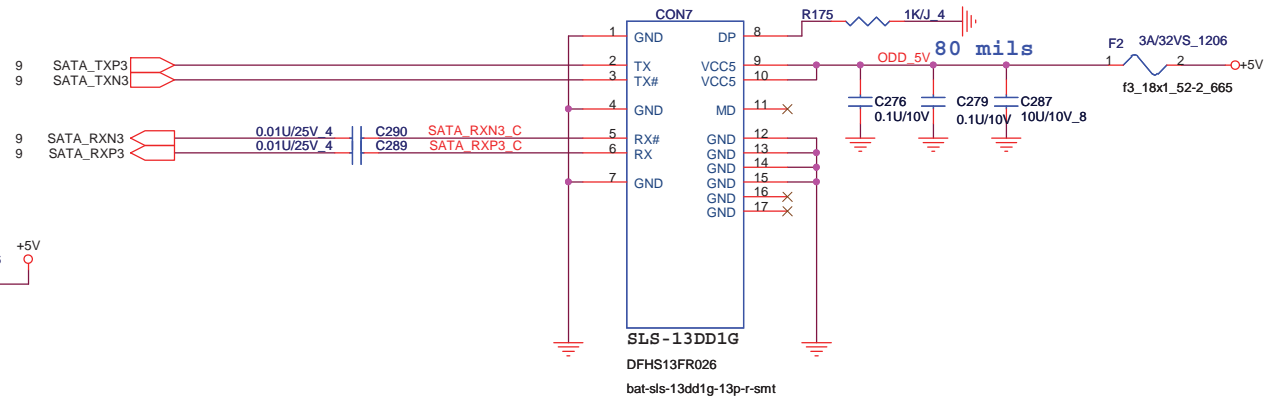 CON7
R175 1K/J_4
1 GND DP 8
80 mils
F2 3A/32VS_1206
9 SATA_TXP3 2 TX VCC5 9 ODD_5V 1 2 +5V
9 SATA_TXN3 3 TX# VCC5 10
f3_18x1_52-2_665
4 GND MD 11
C276 C279 C287
0.1U/10V 0.1U/10V 10U/10V_8
9 SATA_RXN3 0.01U/25V_4 C290 SATA_RXN3_C 5 RX# GND 12
9 SATA_RXP3 0.01U/25V_4 C289 SATA_RXP3_C 6 RX GND 13
GND 14
7 GND GND 15
GND 16
GND 17
+5V
SLS-13DD1G
DFHS13FR026
bat-sls-13dd1g-13p-r-smt